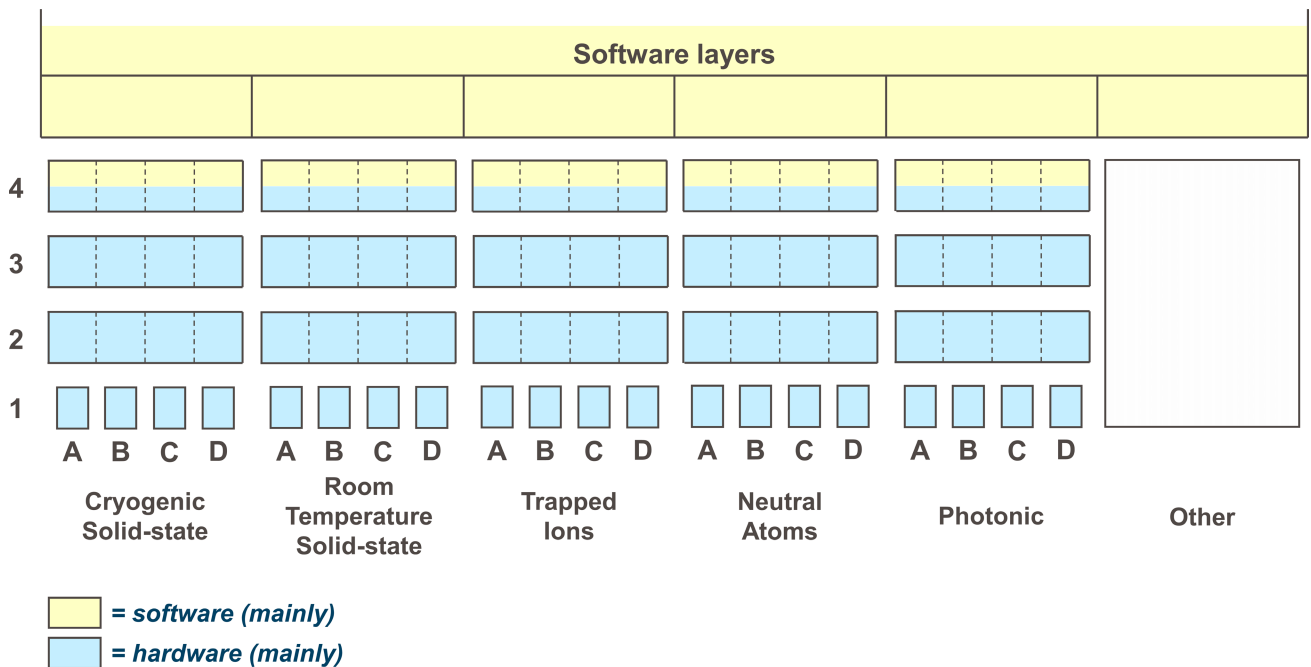 Software layers
4
3
2
1
A B C D A B C D A B C D A B C D A B C D
Cryogenic
Solid-state
Room
Temperature
Solid-state
Trapped
Ions
Neutral
Atoms
Photonic
Other
= software (mainly)
= hardware (mainly)